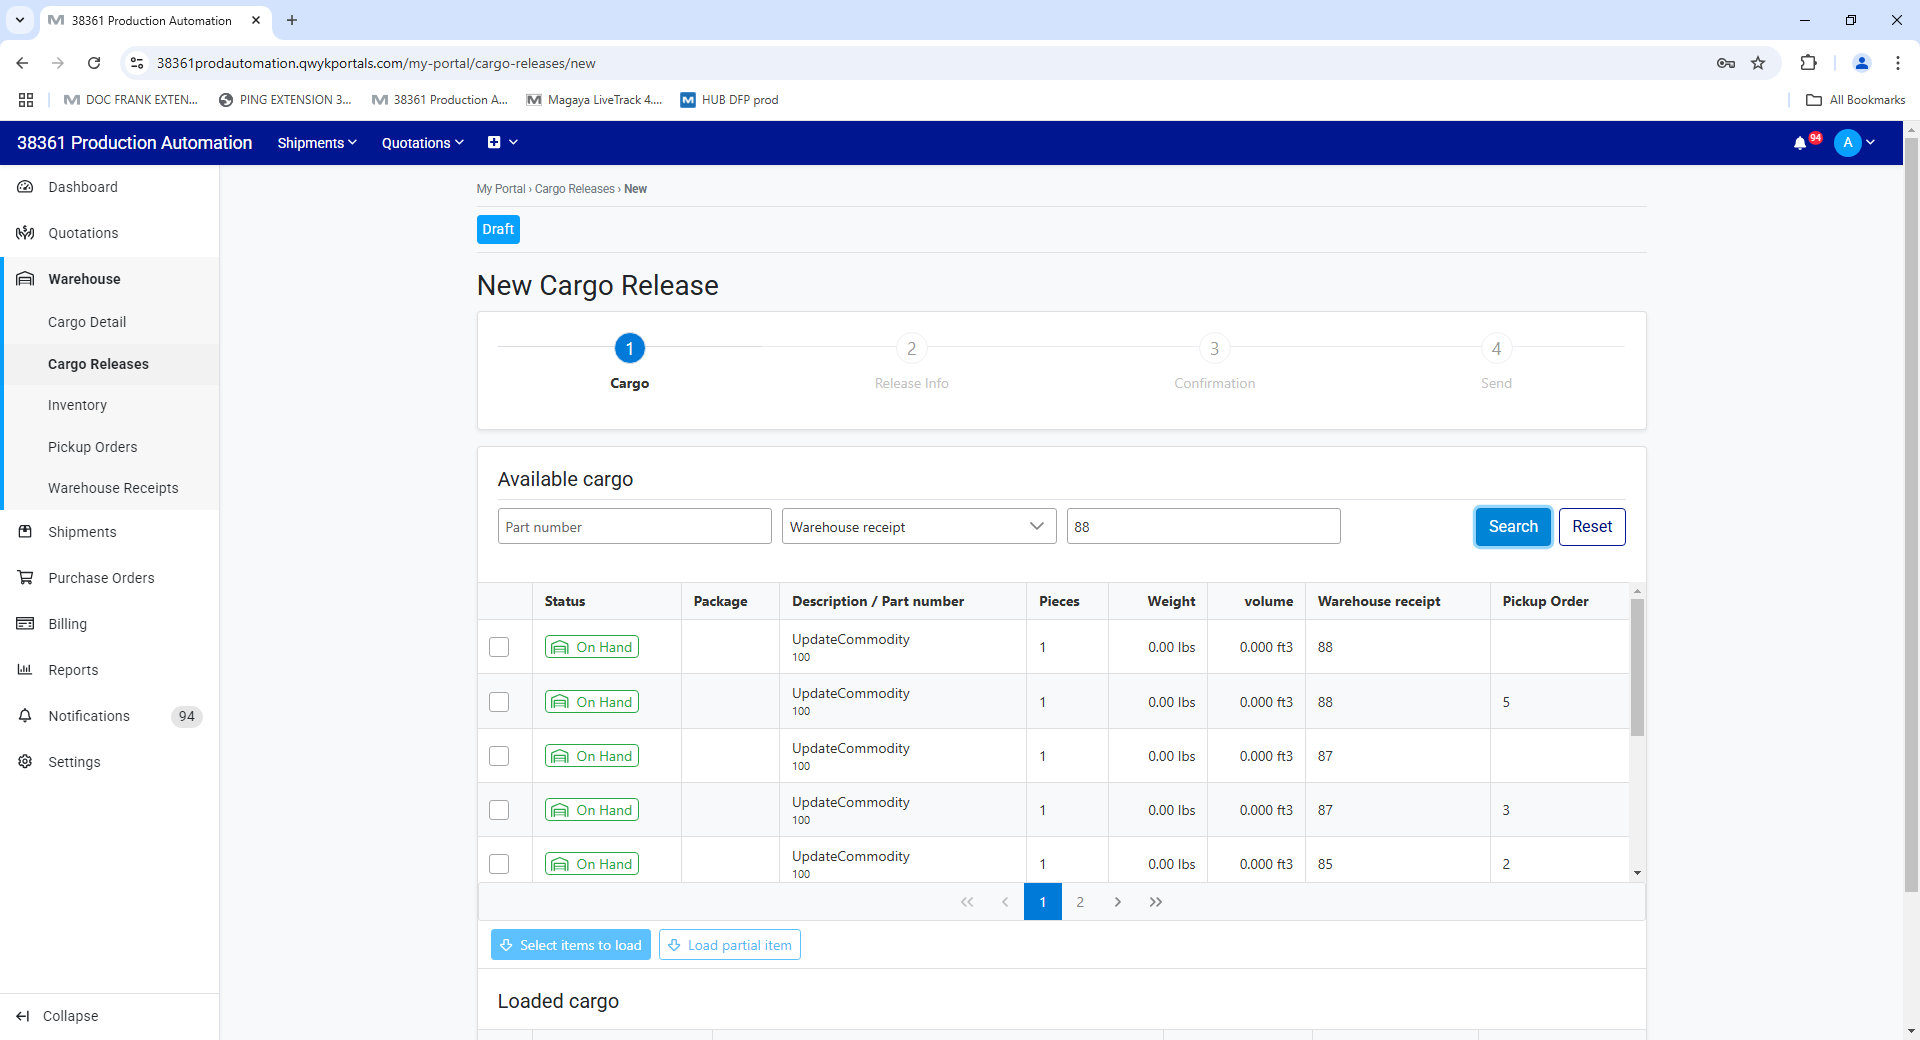 38361 Production Automation
38361prodautomation.qwykportals.com/my-portal/cargo-releases/new
DOC FRANK EXTEN...
PING EXTENSION 3...
38361 Production A...
Magaya LiveTrack 4....
HUB DFP prod
All Bookmarks
38361 Production Automation
Shipments
Quotations
94
A
Dashboard
Quotations
Warehouse
Cargo Detail
Cargo Releases
Inventory
Pickup Orders
Warehouse Receipts
Shipments
Purchase Orders
Billing
Reports
Notifications 94
Settings
Collapse
My Portal › Cargo Releases › New
Draft
New Cargo Release
1 2 3 4
Cargo Release Info Confirmation Send
Available cargo
Part number Warehouse receipt 88 Search Reset
Status Package Description / Part number Pieces Weight volume Warehouse receipt Pickup Order
On Hand UpdateCommodity 1 0.00 lbs 0.000 ft3 88
100
On Hand UpdateCommodity 1 0.00 lbs 0.000 ft3 88 5
100
On Hand UpdateCommodity 1 0.00 lbs 0.000 ft3 87
100
On Hand UpdateCommodity 1 0.00 lbs 0.000 ft3 87 3
100
On Hand UpdateCommodity 1 0.00 lbs 0.000 ft3 85 2
100
1 2
Select items to load Load partial item
Loaded cargo